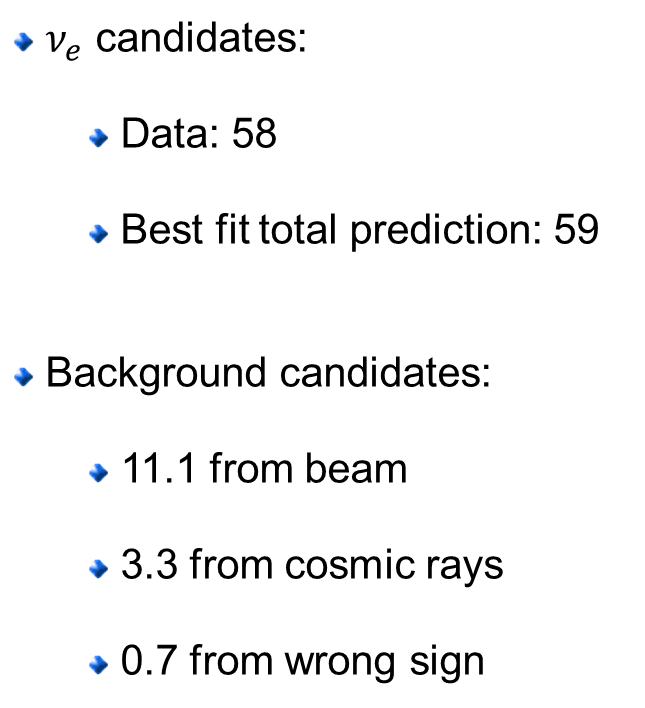 νₑ candidates:
Data: 58
Best fit total prediction: 59
Background candidates:
11.1 from beam
3.3 from cosmic rays
0.7 from wrong sign